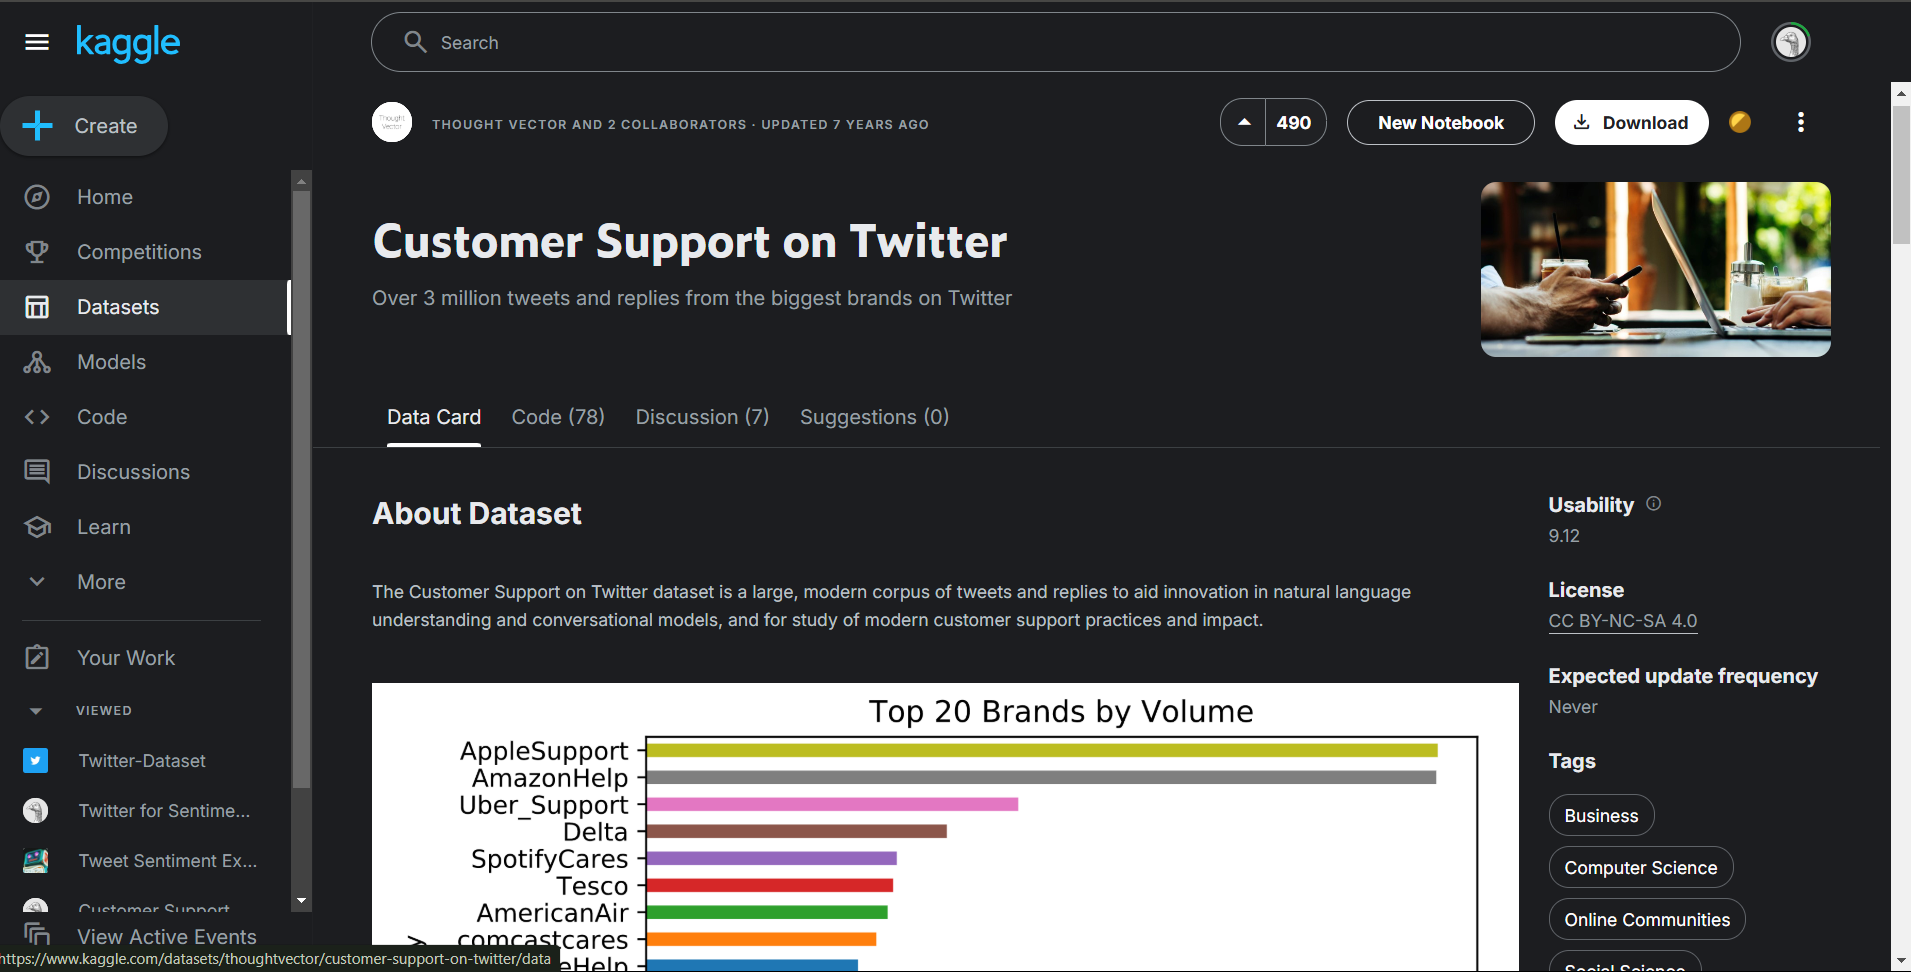 kaggle
Search
Create
Home
Competitions
Datasets
Models
Code
Discussions
Learn
More
Your Work
VIEWED
Twitter-Dataset
Twitter for Sentime...
Tweet Sentiment Ex...
Customer Support
View Active Events
https://www.kaggle.com/datasets/thoughtvector/customer-support-on-twitter/data
Thought
Vector
THOUGHT VECTOR AND 2 COLLABORATORS · UPDATED 7 YEARS AGO
490
New Notebook
Download
Customer Support on Twitter
Over 3 million tweets and replies from the biggest brands on Twitter
Data Card
Code (78)
Discussion (7)
Suggestions (0)
About Dataset
The Customer Support on Twitter dataset is a large, modern corpus of tweets and replies to aid innovation in natural language
understanding and conversational models, and for study of modern customer support practices and impact.
Top 20 Brands by Volume
AppleSupport
AmazonHelp
Uber_Support
Delta
SpotifyCares
Tesco
AmericanAir
comcastcares
Usability
9.12
License
CC BY-NC-SA 4.0
Expected update frequency
Never
Tags
Business
Computer Science
Online Communities
Social Science